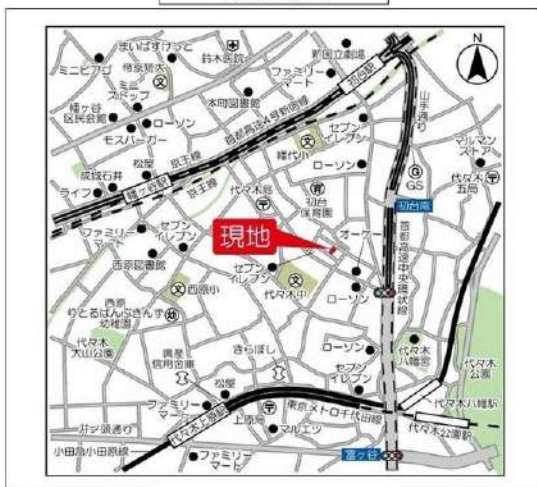 N
まいばすけっと
帝京短大
ミニピアゴ
鈴木医院
新国立劇場
ファミリー
マート
初台駅
ミニ
ストップ
幡ヶ谷
区民会館
ローソン
モスバーガー
本町図書館
首都高速4号新宿線
山手通り
京王線
セブン
イレブン
幡代小
ローソン
マルマン
ストア
代々木
五局
GS
松屋
成城石井
ライフ
幡ヶ谷駅
京王線
代々木局
初台
保育園
初台南
ファミリー
マート
セブン
イレブン
西原図書館
現地
オーケー
首都高速中央環状線
セブン
イレブン
西原小
代々木中
ローソン
西原
りとるぱんぷきんず
幼稚園
代々木
大山公園
興産
信用金庫
きらぼし
ローソン
代々木
八幡宮
代々木
公園
松屋
セブン
イレブン
代々木八幡駅
ファミリー
マート
上原局
東京メトロ千代田線
代々木上原駅
マルエツ
代々木公園駅
井ノ頭通り
小田急小田原線
ファミリー
マート
富ヶ谷